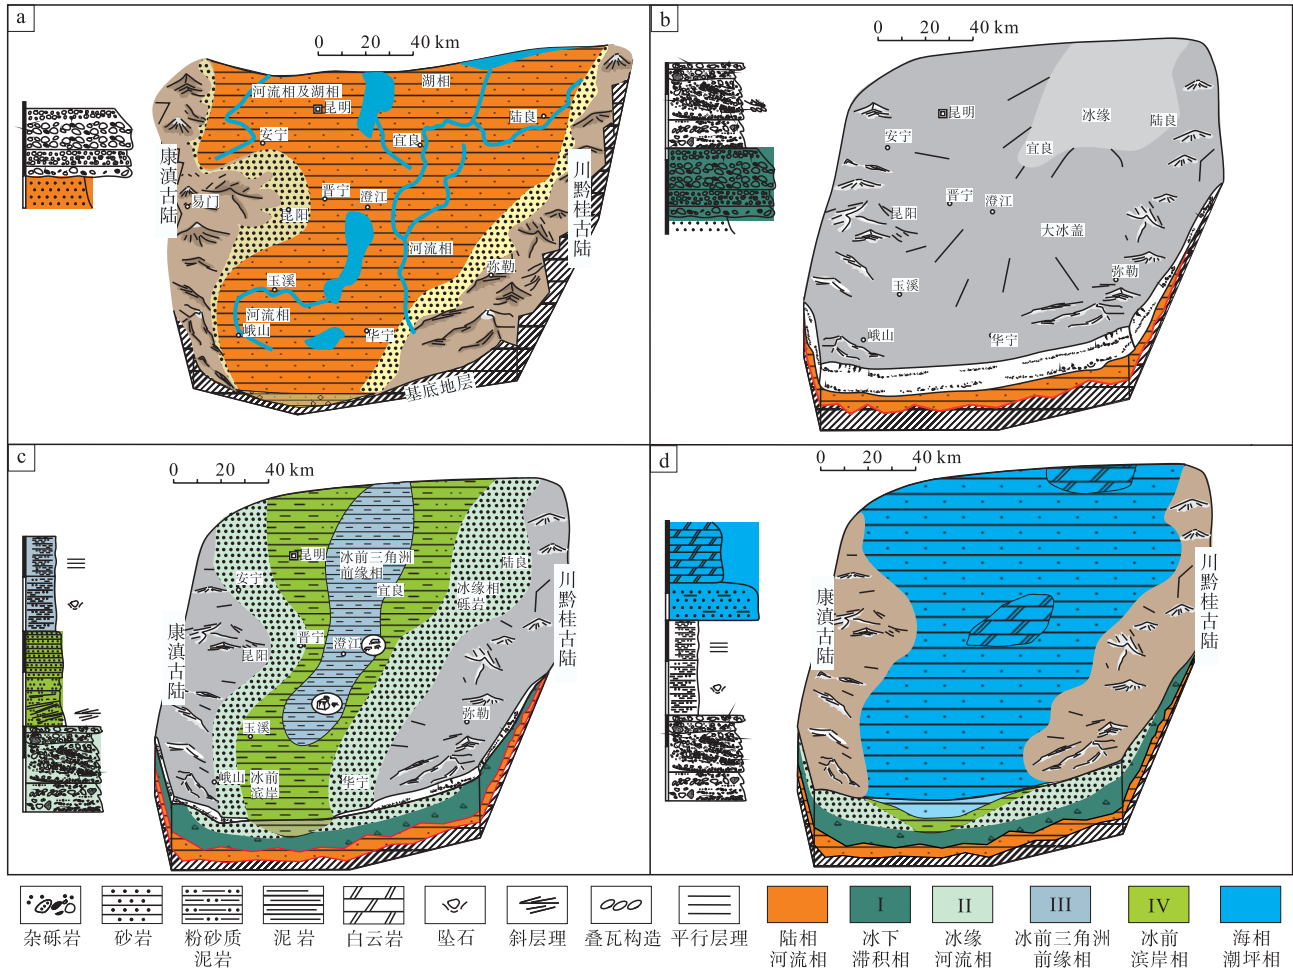 a
0 20 40 km
湖相
河流相及湖相
昆明
陆良
安宁
宜良
康滇古陆
川黔桂古陆
易门
晋宁
澄江
昆阳
河流相
弥勒
玉溪
河流相
峨山
华宁
基底地层
b
0 20 40 km
昆明
冰缘
陆良
安宁
宜良
晋宁
澄江
昆阳
大冰盖
弥勒
玉溪
峨山
华宁
c
0 20 40 km
昆明
冰前三角洲
前缘相
陆良
安宁
宜良
冰缘相
砾岩
川黔桂古陆
康滇古陆
晋宁
澄江
昆阳
弥勒
玉溪
峨山
冰前
滨岸
华宁
d
0 20 40 km
康滇古陆
川黔桂古陆
杂砾岩
砂岩
粉砂质
泥岩
泥岩
白云岩
坠石
斜层理
叠瓦构造
平行层理
陆相
河流相
I
冰下
滞积相
II
冰缘
河流相
III
冰前三角洲
前缘相
IV
冰前
滨岸相
海相
潮坪相